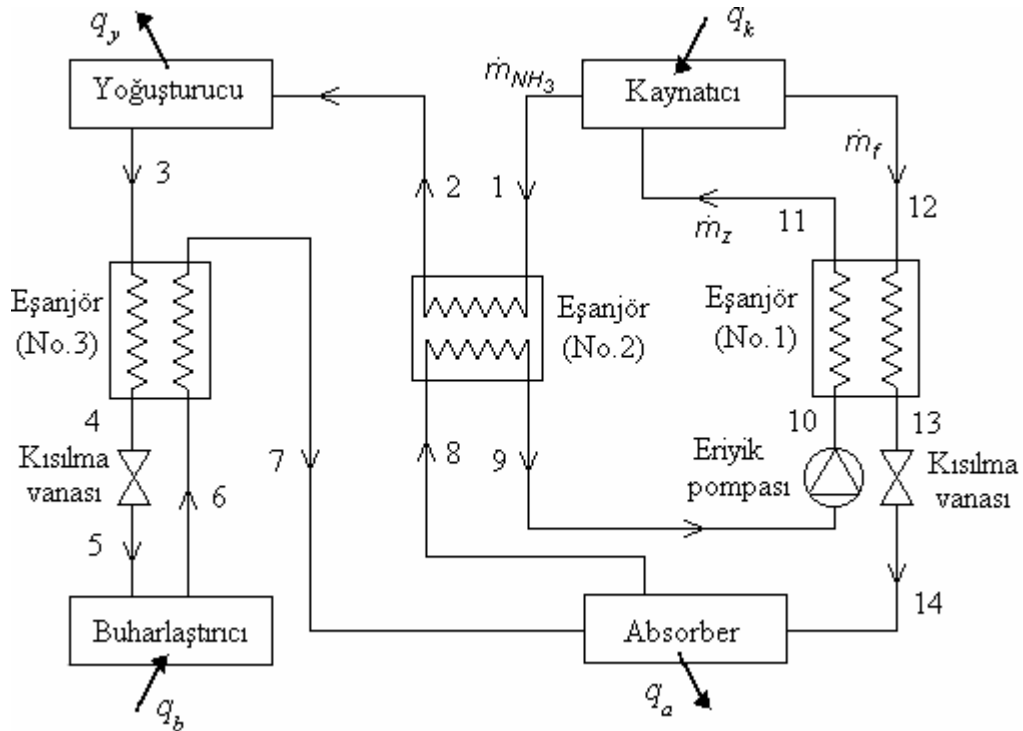 q_y
q_k
Yoğuşturucu
ṁ_NH₃
Kaynatıcı
ṁ_f
3
2
1
11
12
ṁ_z
Eşanjör
(No.3)
Eşanjör
(No.2)
Eşanjör
(No.1)
4
10
13
Kısılma
vanası
7
8
9
Eriyik
pompası
Kısılma
vanası
6
5
14
Buharlaştırıcı
Absorber
q_b
q_a